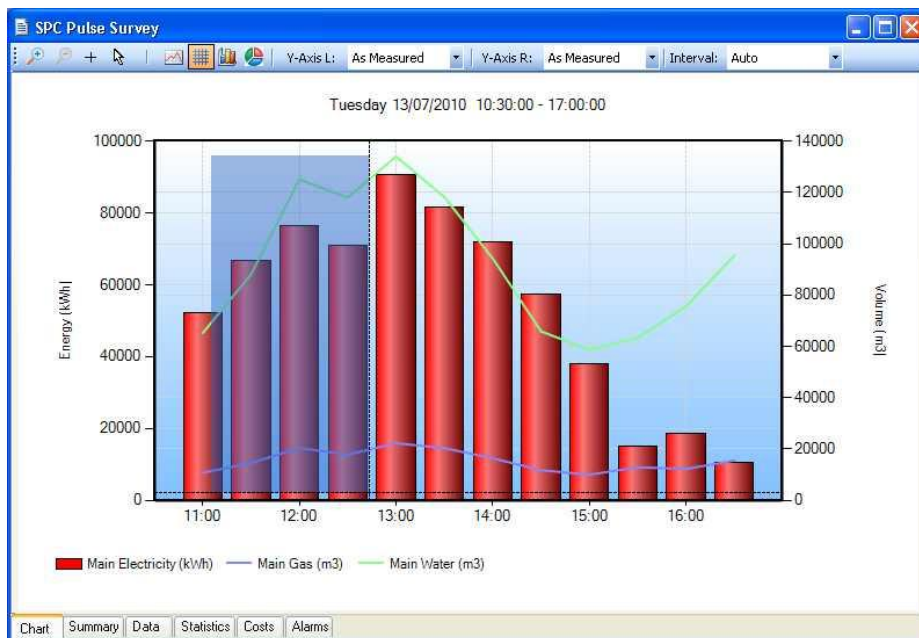 SPC Pulse Survey
Y-Axis L: As Measured Y-Axis R: As Measured Interval: Auto
Tuesday 13/07/2010 10:30:00 - 17:00:00
100000 140000
120000
80000
100000
60000 80000
Energy (kWh) Volume (m3)
60000
40000
40000
20000 20000
0 0
11:00 12:00 13:00 14:00 15:00 16:00
Main Electricity (kWh) Main Gas (m3) Main Water (m3)
Chart Summary Data Statistics Costs Alarms